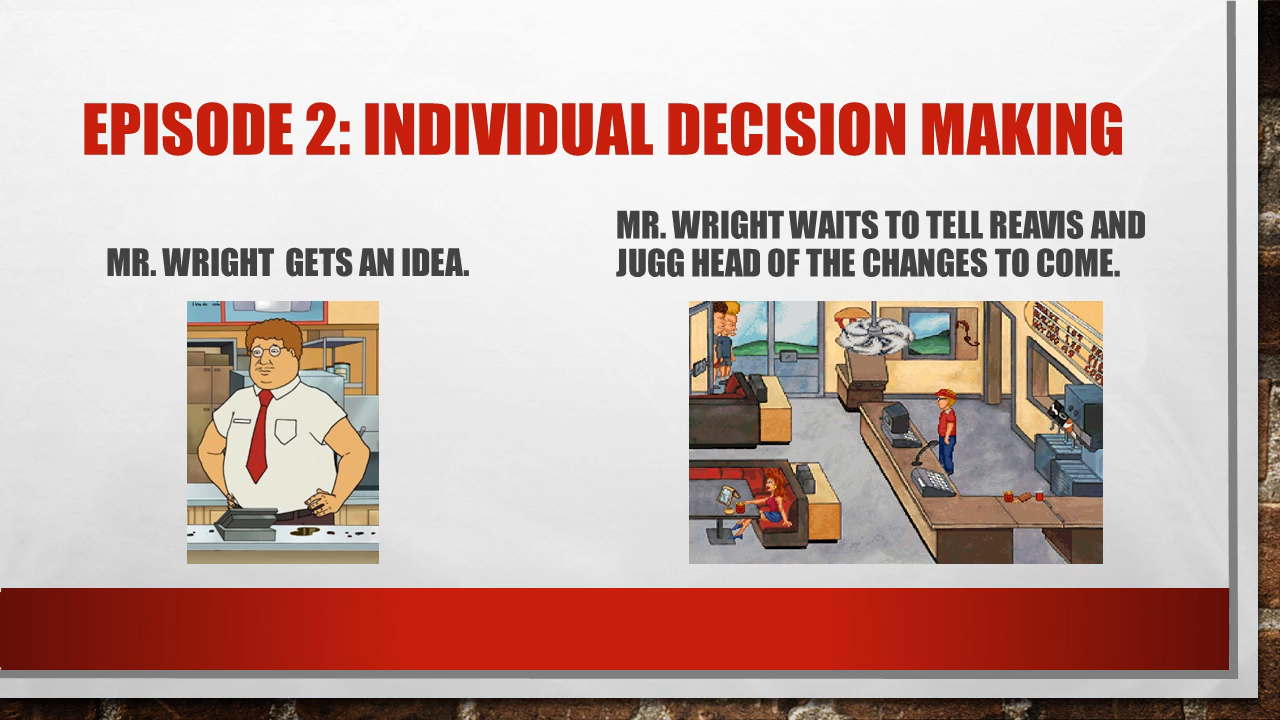 EPISODE 2: INDIVIDUAL DECISION MAKING
MR. WRIGHT  GETS AN IDEA.
MR. WRIGHT WAITS TO TELL REAVIS AND
JUGG HEAD OF THE CHANGES TO COME.